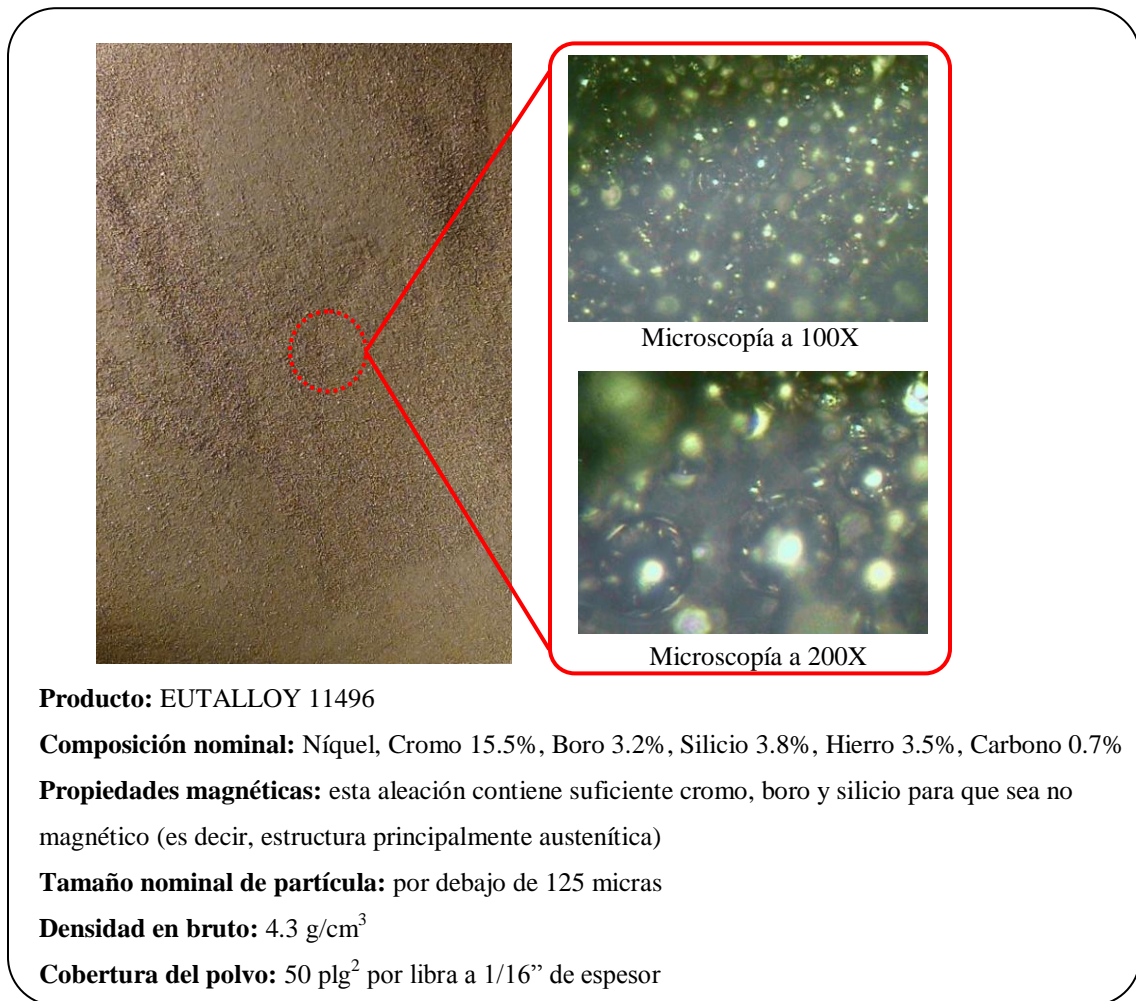 Microscopía a 100X
Microscopía a 200X
Producto: EUTALLOY 11496
Composición nominal: Níquel, Cromo 15.5%, Boro 3.2%, Silicio 3.8%, Hierro 3.5%, Carbono 0.7%
Propiedades magnéticas: esta aleación contiene suficiente cromo, boro y silicio para que sea no
magnético (es decir, estructura principalmente austenítica)
Tamaño nominal de partícula: por debajo de 125 micras
Densidad en bruto: 4.3 g/cm³
Cobertura del polvo: 50 plg² por libra a 1/16” de espesor